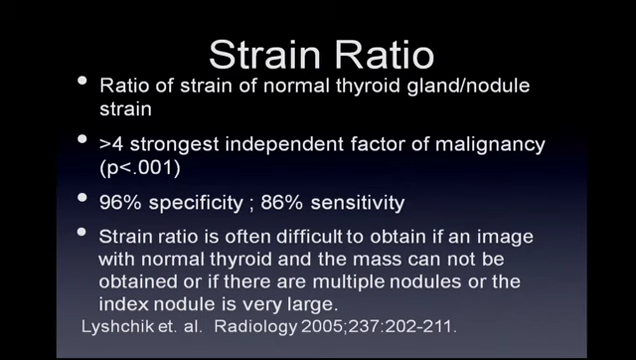 Strain Ratio
• Ratio of strain of normal thyroid gland/nodule
strain
• >4 strongest independent factor of malignancy
(p<.001)
• 96% specificity ; 86% sensitivity
• Strain ratio is often difficult to obtain if an image
with normal thyroid and the mass can not be
obtained or if there are multiple nodules or the
index nodule is very large.
Lyshchik et. al. Radiology 2005;237:202-211.